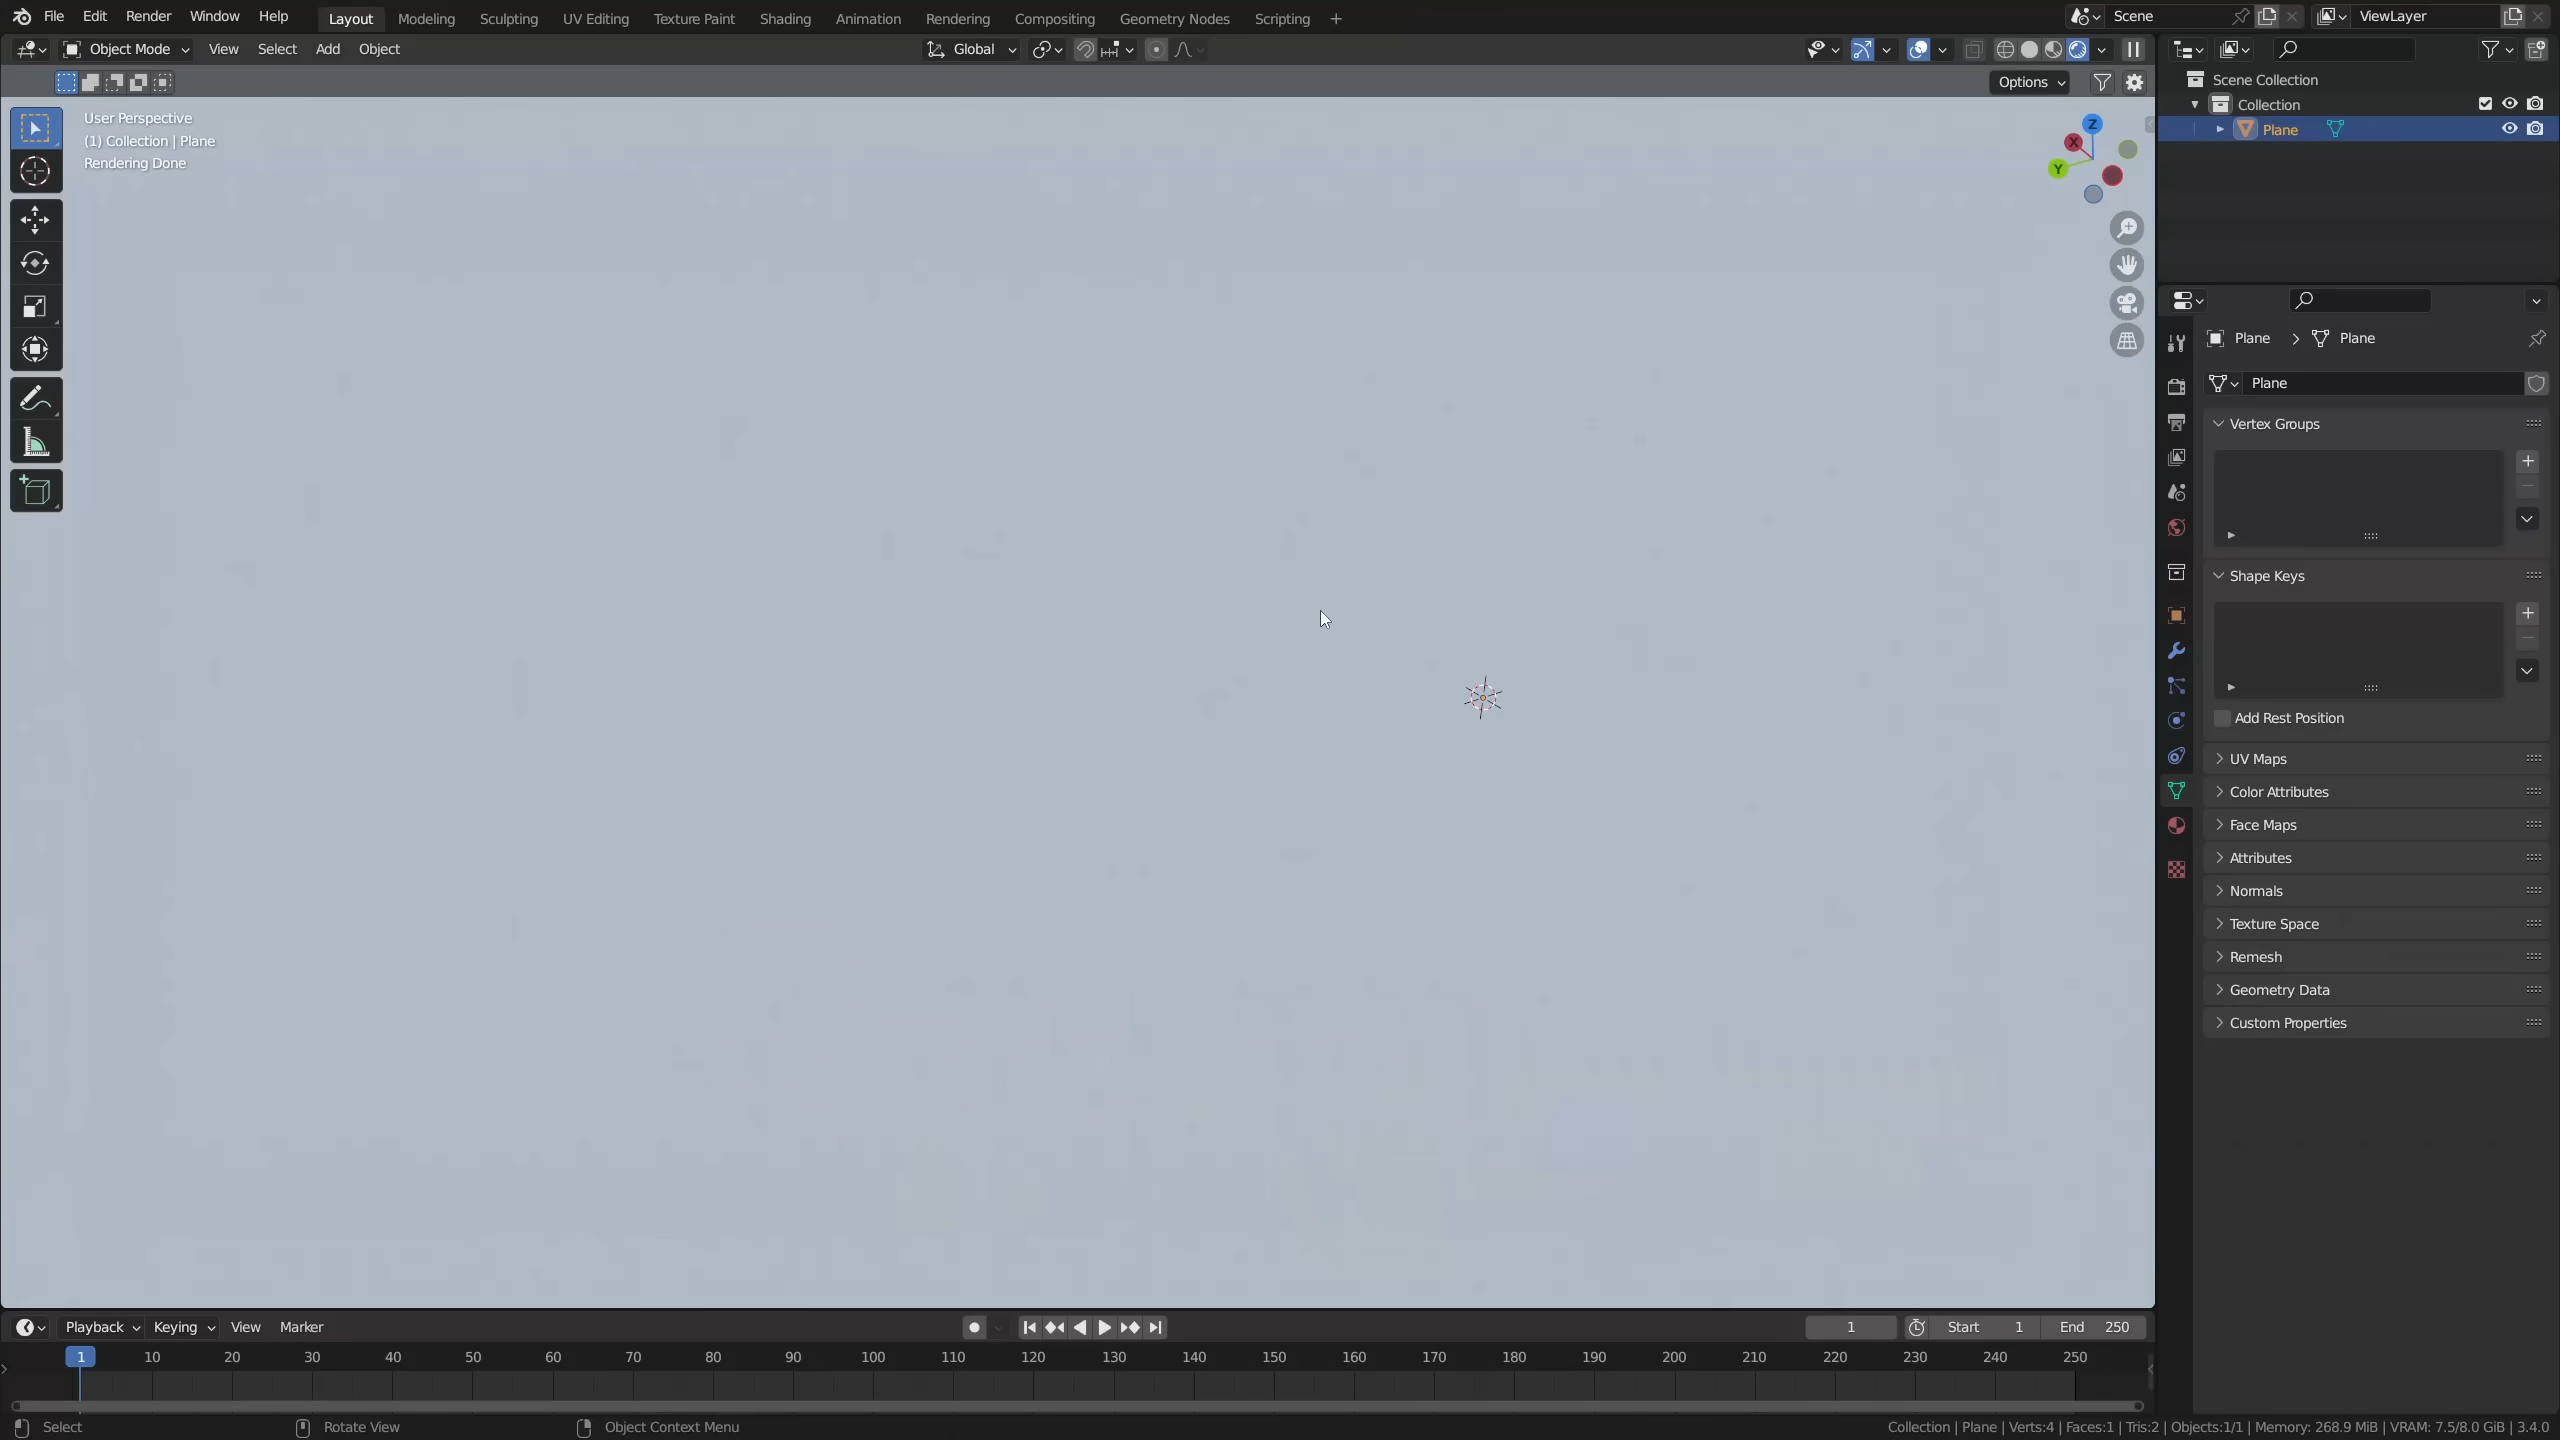 File Edit Render Window Help Layout Modeling Sculpting UV Editing Texture Paint Shading Animation Rendering Compositing Geometry Nodes Scripting + Scene ViewLayer
Object Mode View Select Add Object Global
Options
User Perspective
(1) Collection | Plane
Rendering Done
Z
X
Y
Scene Collection
Collection
Plane
Plane > Plane
Plane
Vertex Groups
Shape Keys
Add Rest Position
UV Maps
Color Attributes
Face Maps
Attributes
Normals
Texture Space
Remesh
Geometry Data
Custom Properties
Playback Keying View Marker 1 Start 1 End 250
1 10 20 30 40 50 60 70 80 90 100 110 120 130 140 150 160 170 180 190 200 210 220 230 240 250
Select Rotate View Object Context Menu Collection | Plane | Verts:4 | Faces:1 | Tris:2 | Objects:1/1 | Memory: 268.9 MiB | VRAM: 7.5/8.0 GiB | 3.4.0